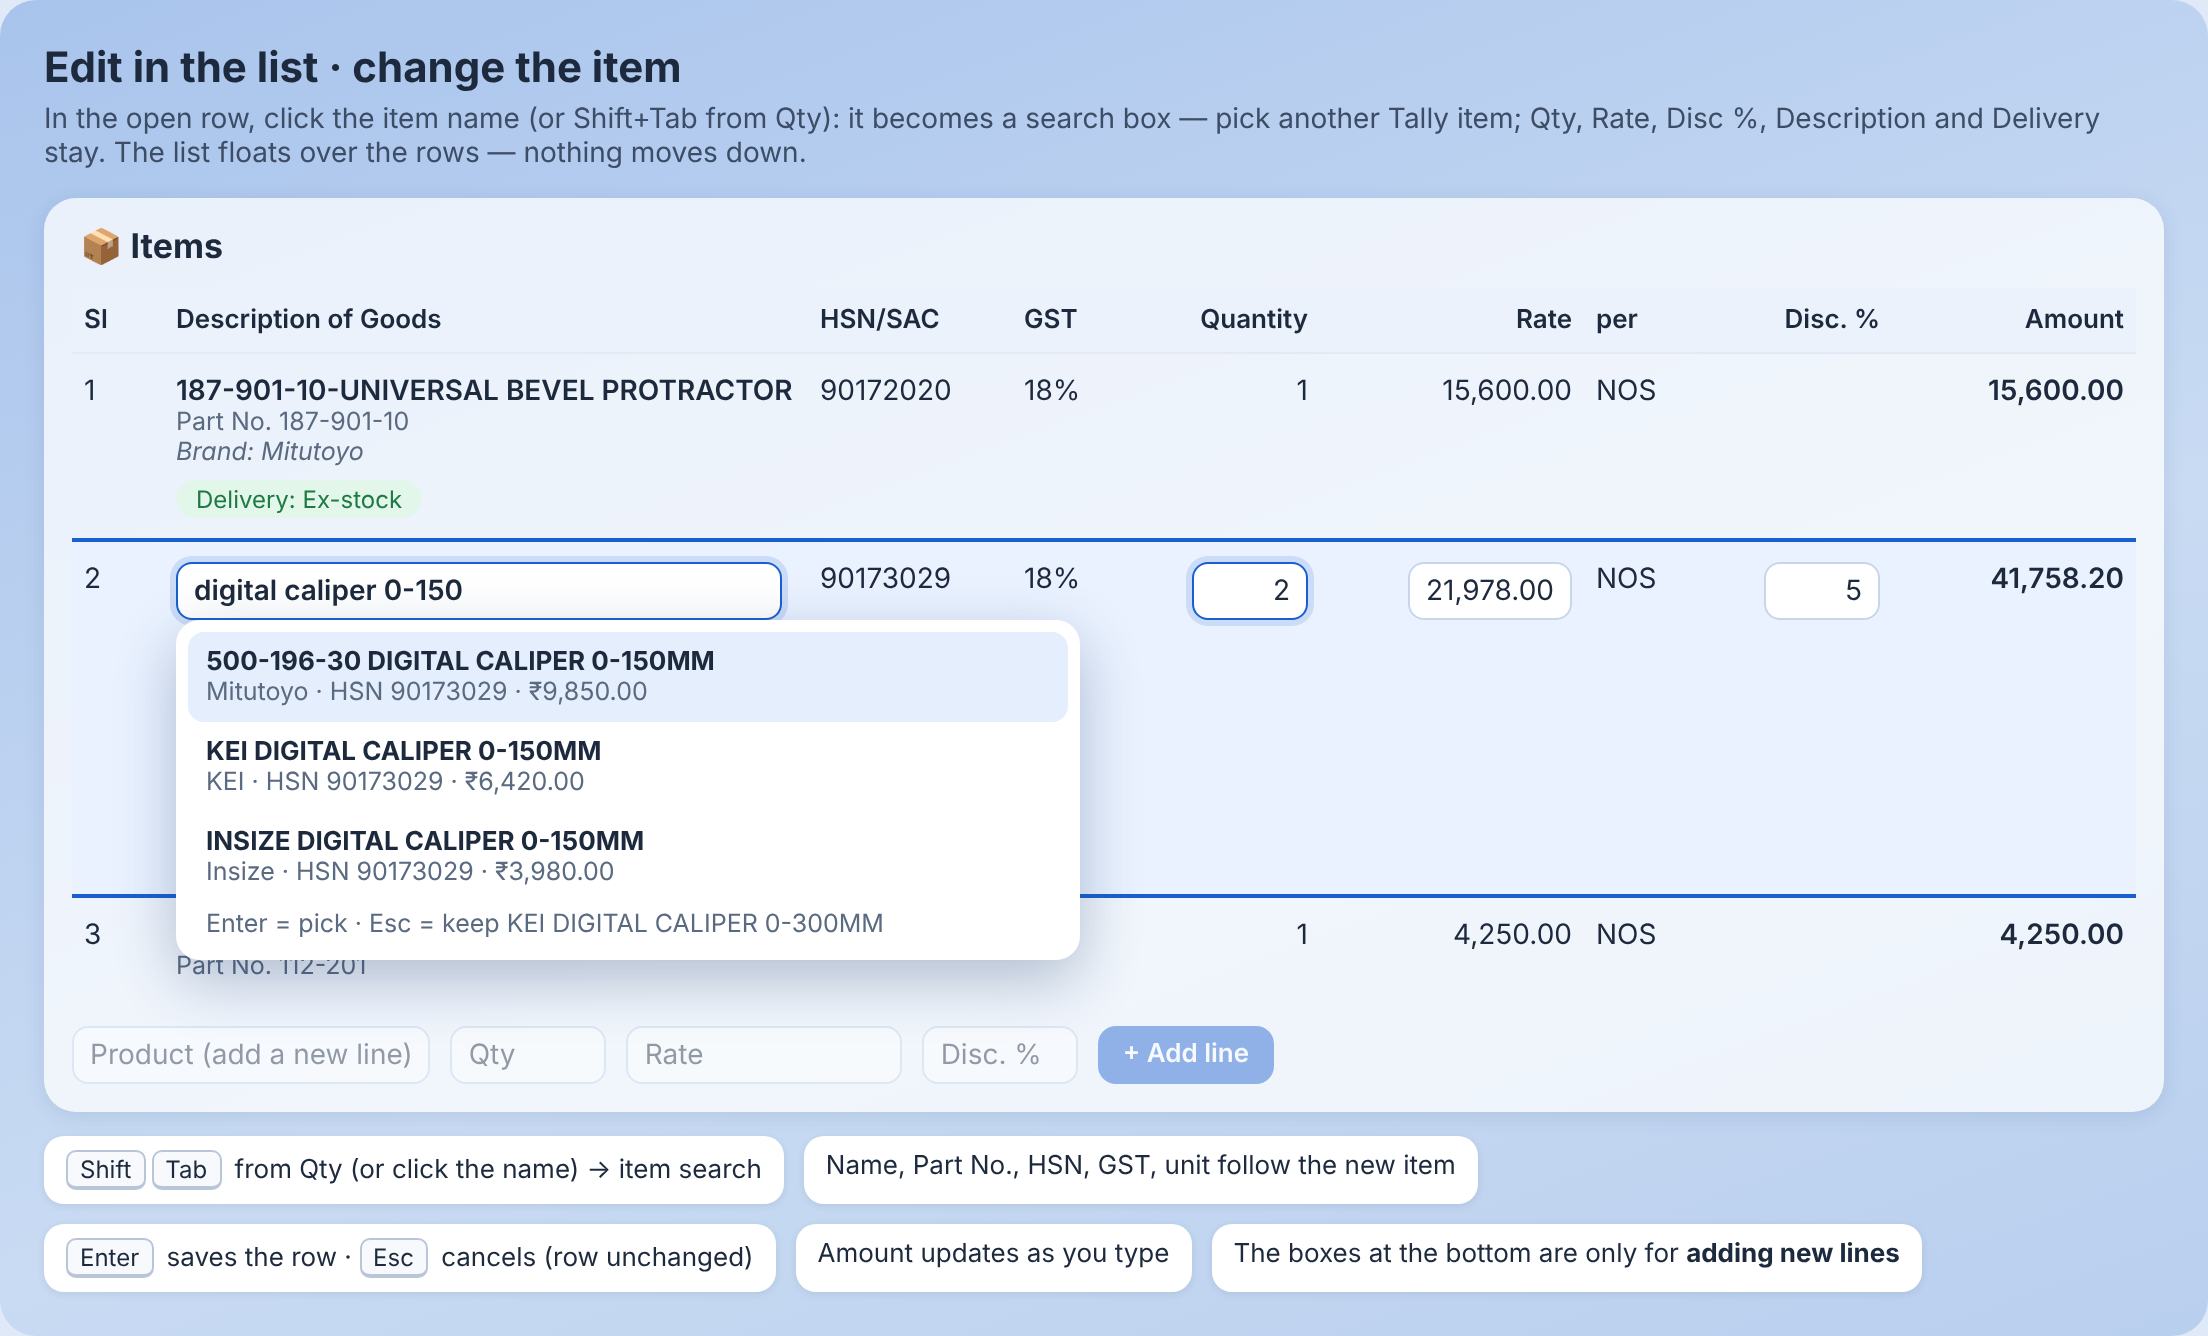 Edit in the list · change the item
In the open row, click the item name (or Shift+Tab from Qty): it becomes a search box — pick another Tally item; Qty, Rate, Disc %, Description and Delivery
stay. The list floats over the rows — nothing moves down.
📦 Items
Sl Description of Goods HSN/SAC GST Quantity Rate per Disc. % Amount
1 187-901-10-UNIVERSAL BEVEL PROTRACTOR 90172020 18% 1 15,600.00 NOS 15,600.00
Part No. 187-901-10
Brand: Mitutoyo
Delivery: Ex-stock
2 digital caliper 0-150 90173029 18% 2 21,978.00 NOS 5 41,758.20
500-196-30 DIGITAL CALIPER 0-150MM
Mitutoyo · HSN 90173029 · ₹9,850.00
KEI DIGITAL CALIPER 0-150MM
KEI · HSN 90173029 · ₹6,420.00
INSIZE DIGITAL CALIPER 0-150MM
Insize · HSN 90173029 · ₹3,980.00
Enter = pick · Esc = keep KEI DIGITAL CALIPER 0-300MM
3 1 4,250.00 NOS 4,250.00
Part No. 112-201
Product (add a new line) Qty Rate Disc. % + Add line
Shift Tab from Qty (or click the name) → item search
Name, Part No., HSN, GST, unit follow the new item
Enter saves the row · Esc cancels (row unchanged)
Amount updates as you type
The boxes at the bottom are only for adding new lines